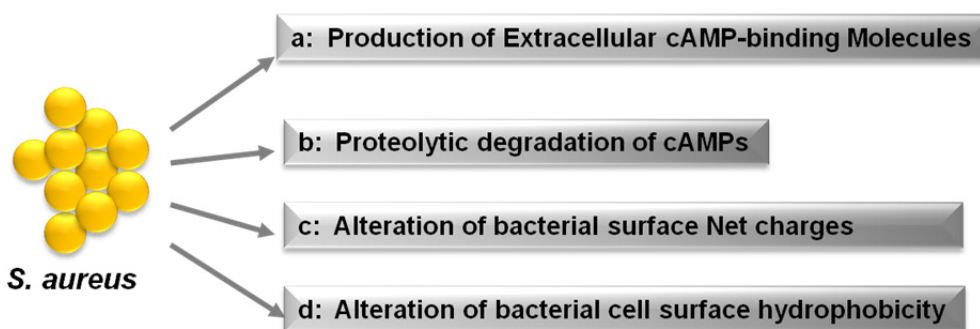 a: Production of Extracellular cAMP-binding Molecules
b: Proteolytic degradation of cAMPs
c: Alteration of bacterial surface Net charges
S. aureus
d: Alteration of bacterial cell surface hydrophobicity